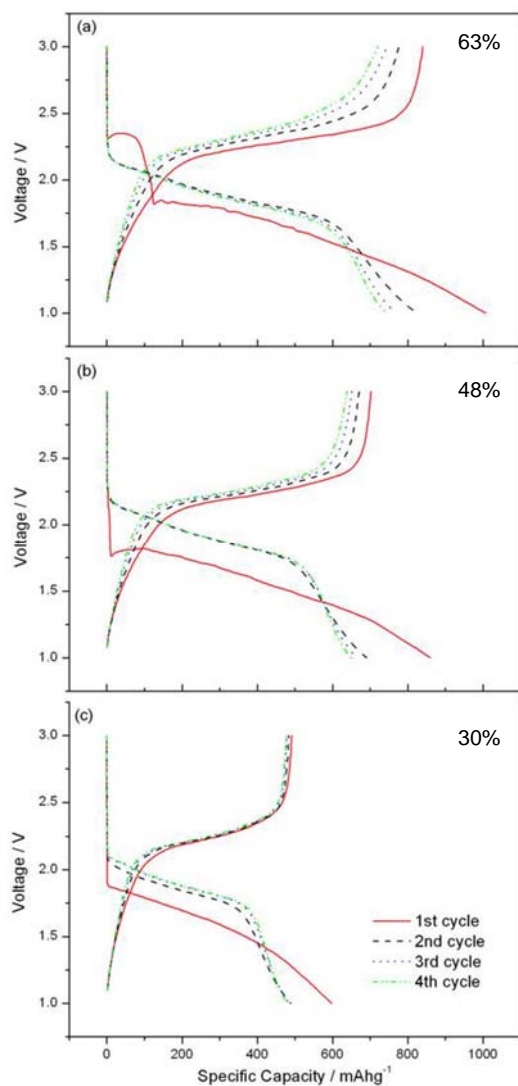 (a)
63%
3.0
2.5
2.0
1.5
1.0
Voltage / V
(b)
48%
3.0
2.5
2.0
1.5
1.0
Voltage / V
(c)
30%
3.0
2.5
2.0
1.5
1.0
Voltage / V
1st cycle
2nd cycle
3rd cycle
4th cycle
0 200 400 600 800 1000
Specific Capacity / mAhg⁻¹